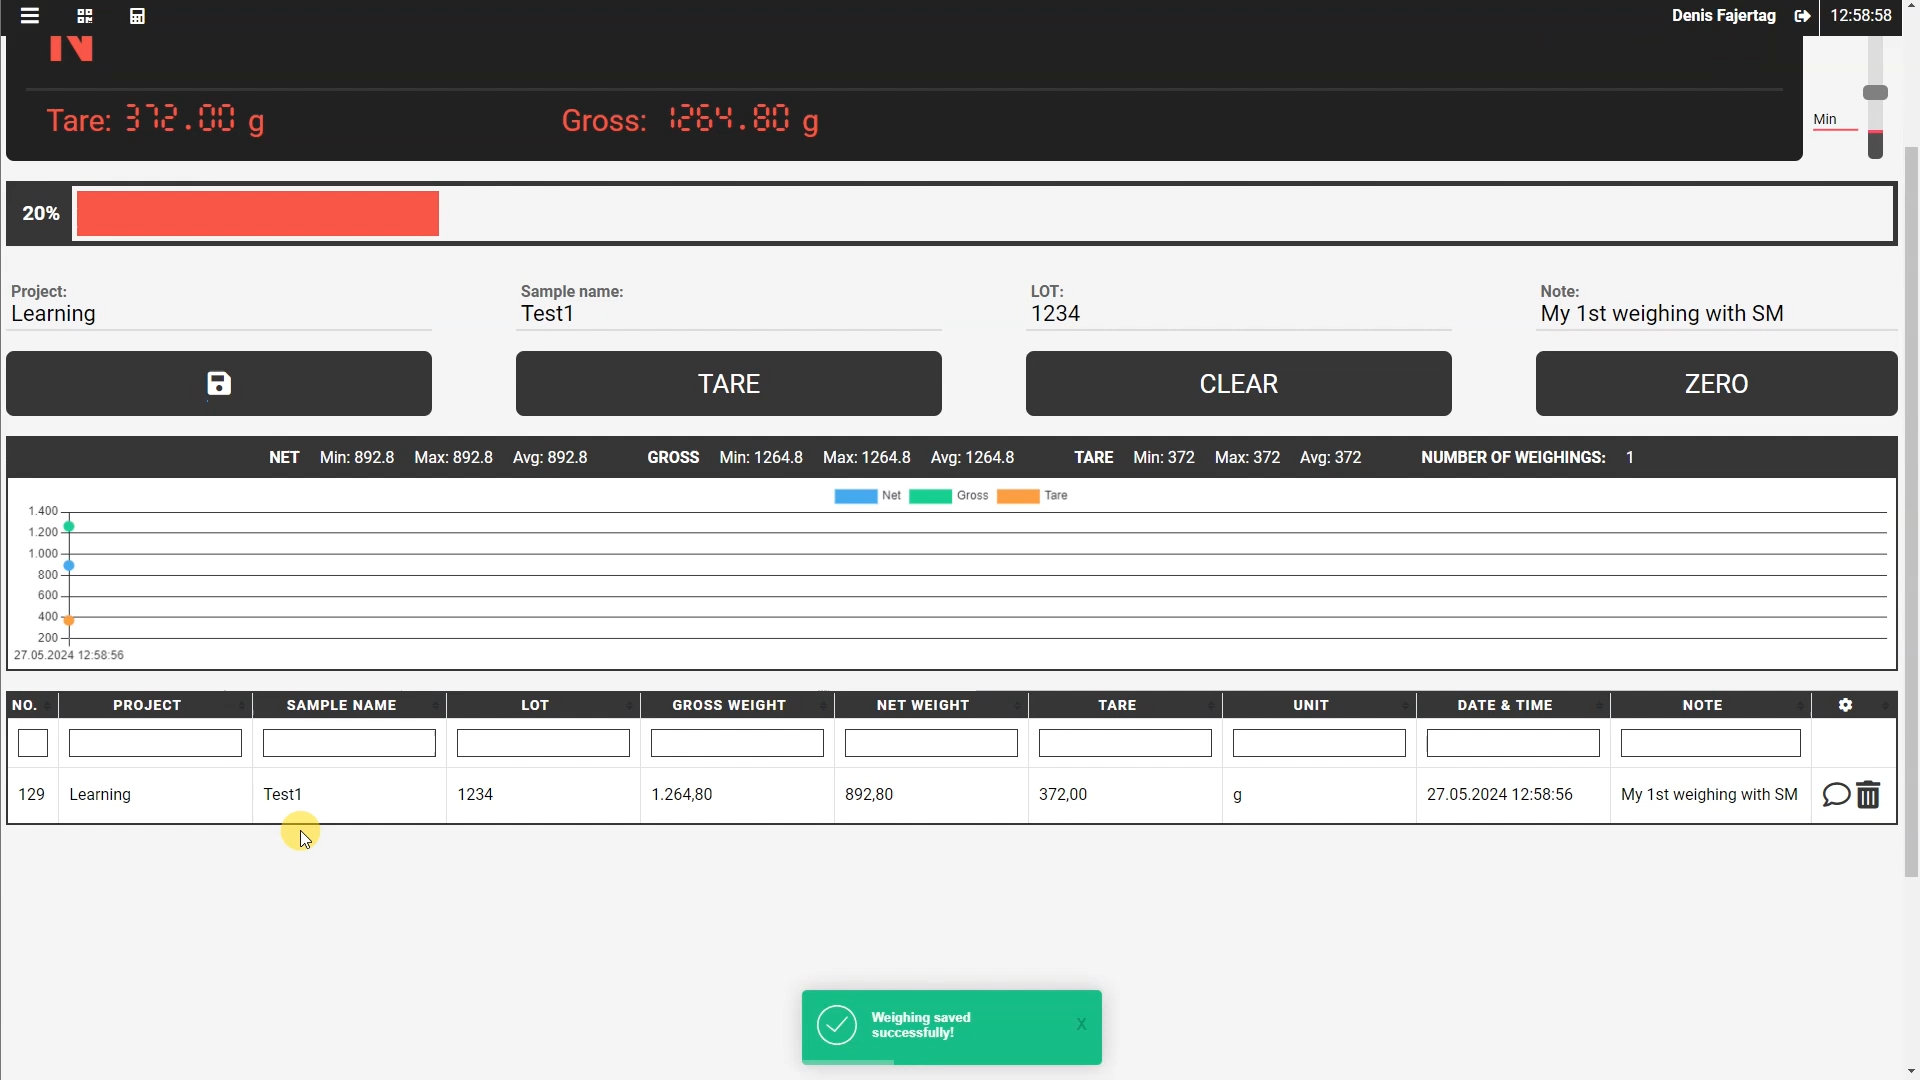 Denis Fajertag 12:58:58
N
Tare: 372.00 g Gross: 1264.80 g
Min
20%
Project: Sample name: LOT: Note:
Learning Test1 1234 My 1st weighing with SM
TARE CLEAR ZERO
NET Min: 892.8 Max: 892.8 Avg: 892.8 GROSS Min: 1264.8 Max: 1264.8 Avg: 1264.8 TARE Min: 372 Max: 372 Avg: 372 NUMBER OF WEIGHINGS: 1
Net Gross Tare
1.400
1.200
1.000
800
600
400
200
27.05.2024 12:58:56
NO. PROJECT SAMPLE NAME LOT GROSS WEIGHT NET WEIGHT TARE UNIT DATE & TIME NOTE
129 Learning Test1 1234 1.264,80 892,80 372,00 g 27.05.2024 12:58:56 My 1st weighing with SM
Weighing saved
successfully!
X